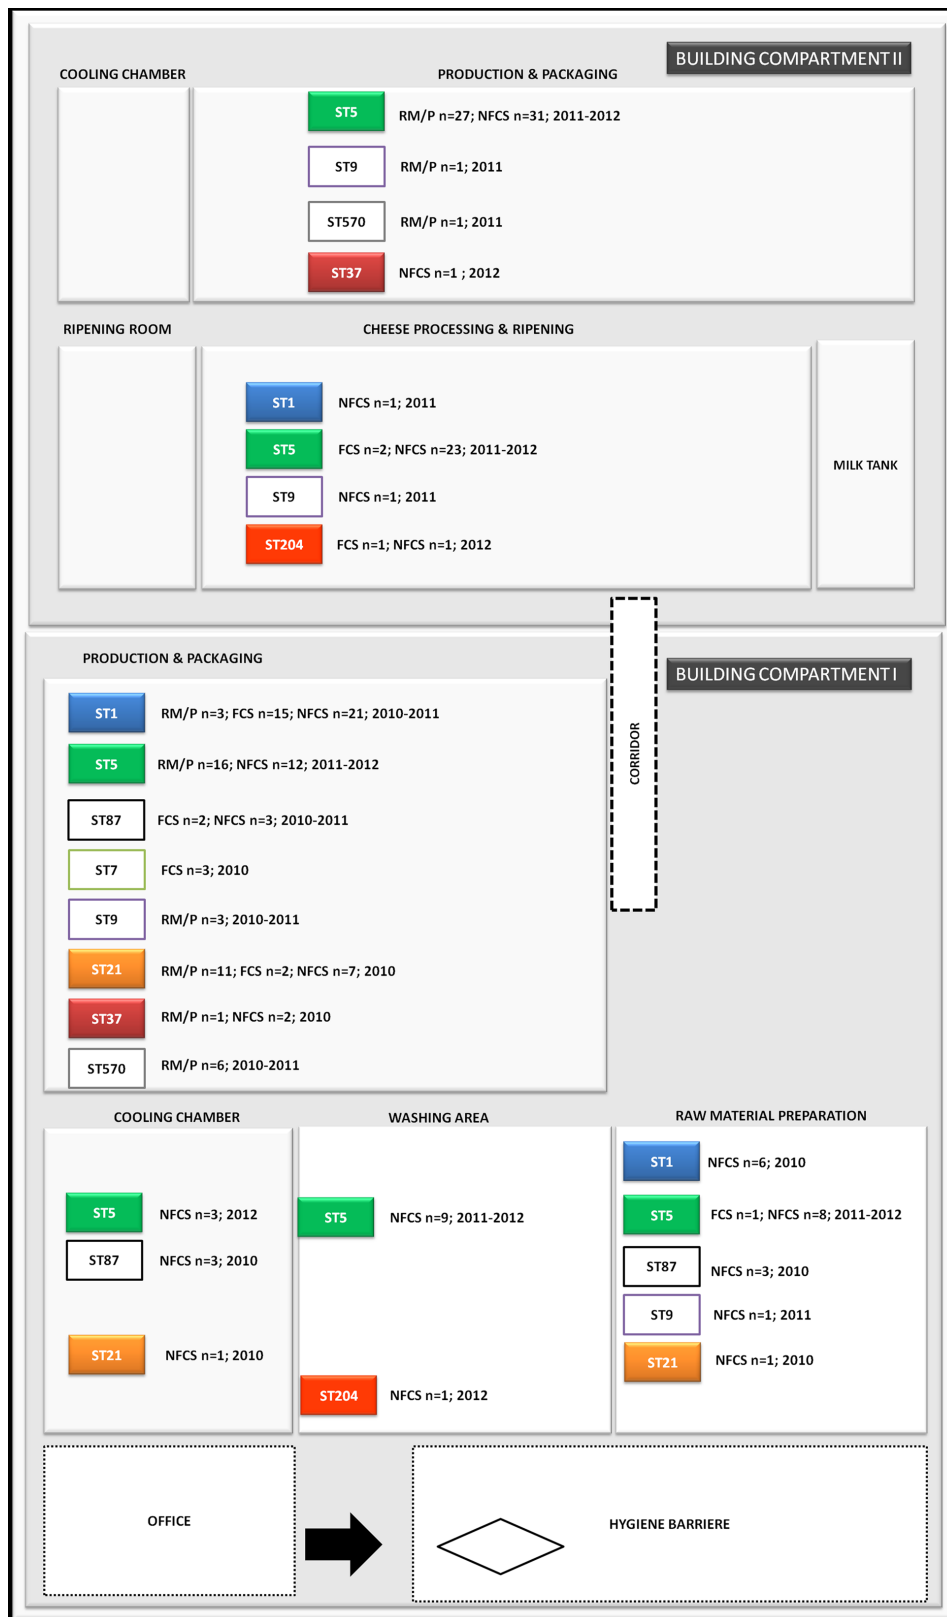 BUILDING COMPARTMENT II
COOLING CHAMBER
PRODUCTION & PACKAGING
ST5 RM/P n=27; NFCS n=31; 2011-2012
ST9 RM/P n=1; 2011
ST570 RM/P n=1; 2011
ST37 NFCS n=1 ; 2012
RIPENING ROOM
CHEESE PROCESSING & RIPENING
ST1 NFCS n=1; 2011
ST5 FCS n=2; NFCS n=23; 2011-2012
ST9 NFCS n=1; 2011
ST204 FCS n=1; NFCS n=1; 2012
MILK TANK
BUILDING COMPARTMENT I
PRODUCTION & PACKAGING
ST1 RM/P n=3; FCS n=15; NFCS n=21; 2010-2011
ST5 RM/P n=16; NFCS n=12; 2011-2012
ST87 FCS n=2; NFCS n=3; 2010-2011
ST7 FCS n=3; 2010
ST9 RM/P n=3; 2010-2011
ST21 RM/P n=11; FCS n=2; NFCS n=7; 2010
ST37 RM/P n=1; NFCS n=2; 2010
ST570 RM/P n=6; 2010-2011
CORRIDOR
COOLING CHAMBER
ST5 NFCS n=3; 2012
ST87 NFCS n=3; 2010
ST21 NFCS n=1; 2010
WASHING AREA
ST5 NFCS n=9; 2011-2012
ST204 NFCS n=1; 2012
RAW MATERIAL PREPARATION
ST1 NFCS n=6; 2010
ST5 FCS n=1; NFCS n=8; 2011-2012
ST87 NFCS n=3; 2010
ST9 NFCS n=1; 2011
ST21 NFCS n=1; 2010
OFFICE
HYGIENE BARRIERE